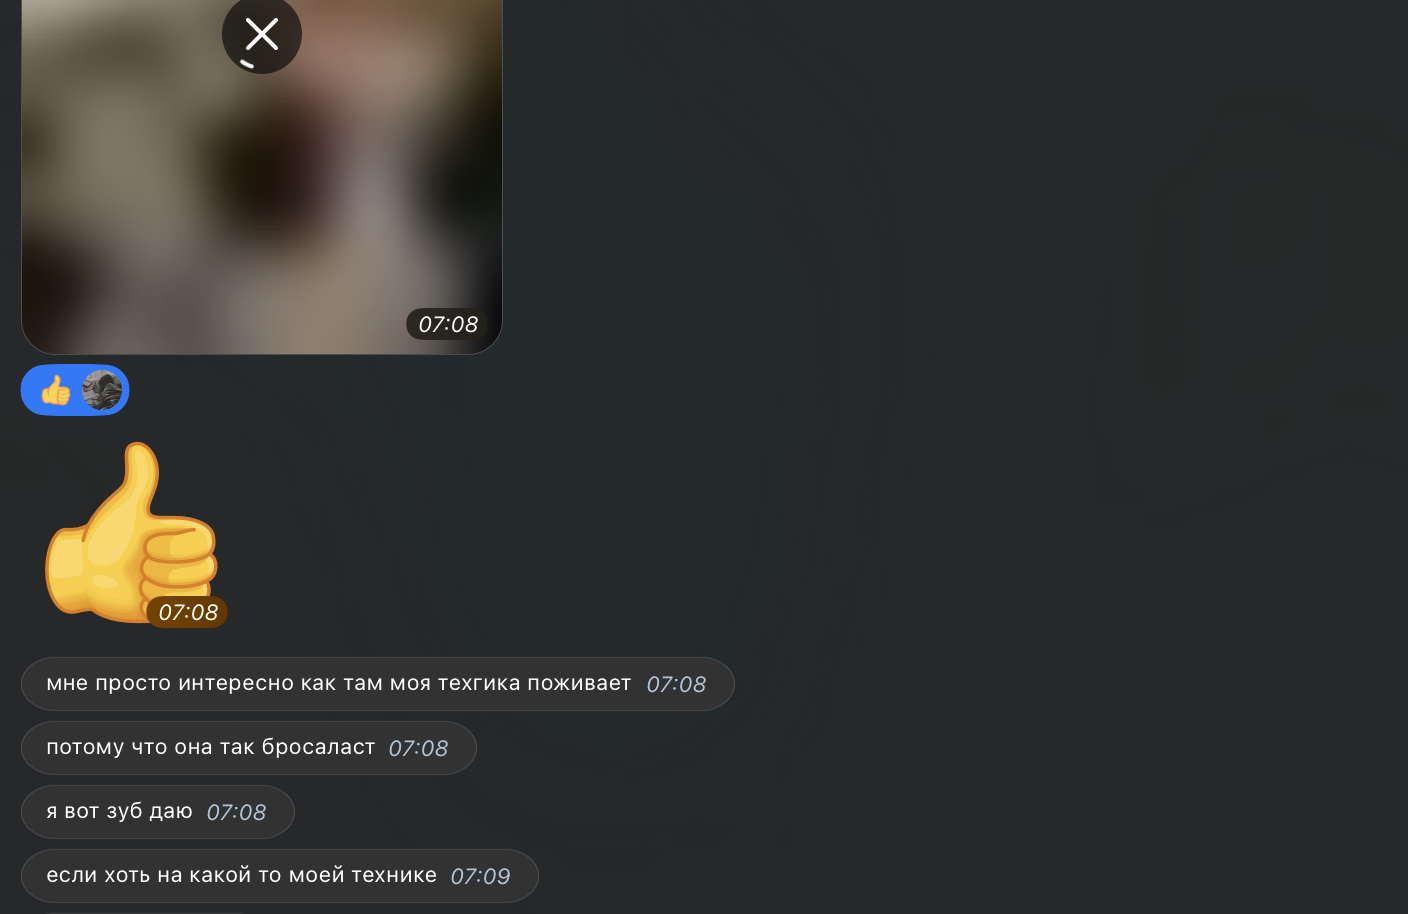 07:08
07:08
мне просто интересно как там моя техгика поживает 07:08
потому что она так бросаласт 07:08
я вот зуб даю 07:08
если хоть на какой то моей технике 07:09